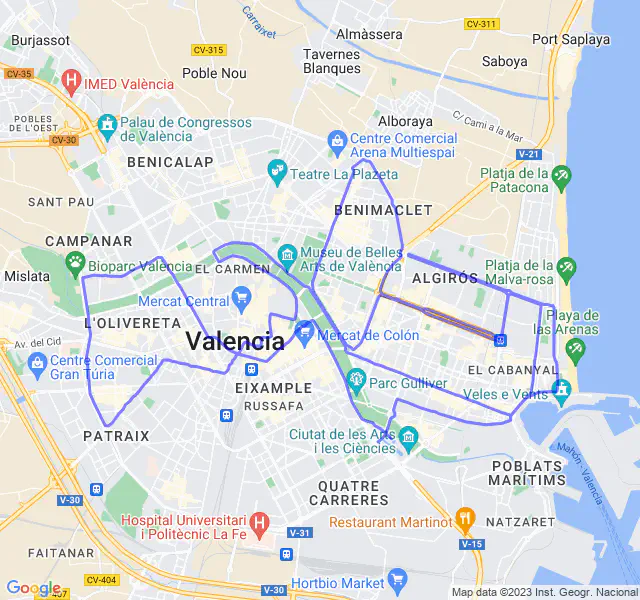 Burjassot
Almàssera
CV-311
Port Saplaya
CV-315
Carraixet
Tavernes
Blanques
Saboya
CV-35
IMED València
Poble Nou
Alboraya
C/ Camí a la Mar
POBLES
DE L'OEST
CV-30
Palau de Congressos
de València
Centre Comercial
Arena Multiespai
V-21
BENICALAP
Teatre La Plazeta
Platja de la
Patacona
SANT PAU
BENIMACLET
CAMPANAR
Mislata
Bioparc València
EL CARMEN
Museu de Belles
Arts de València
ALGIRÓS
Platja de la
Malva-rosa
Mercat Central
L'OLIVERETA
Playa de
las Arenas
Av. del Cid
Valencia
Mercat de Colón
Centre Comercial
Gran Túria
EIXAMPLE
RUSSAFA
Parc Gulliver
EL CABANYAL
Veles e Vents
PATRAIX
Ciutat de les Arts
i les Ciències
POBLATS
MARÍTIMS
Mahón - Valencia
V-30
QUATRE
CARRERES
Hospital Universitari
i Politècnic La Fe
V-31
Restaurant Martinot
NATZARET
V-15
FAITANAR
CV-404
V-30
Hortbio Market
Google
407
Map data ©2023 Inst. Geogr. Nacional